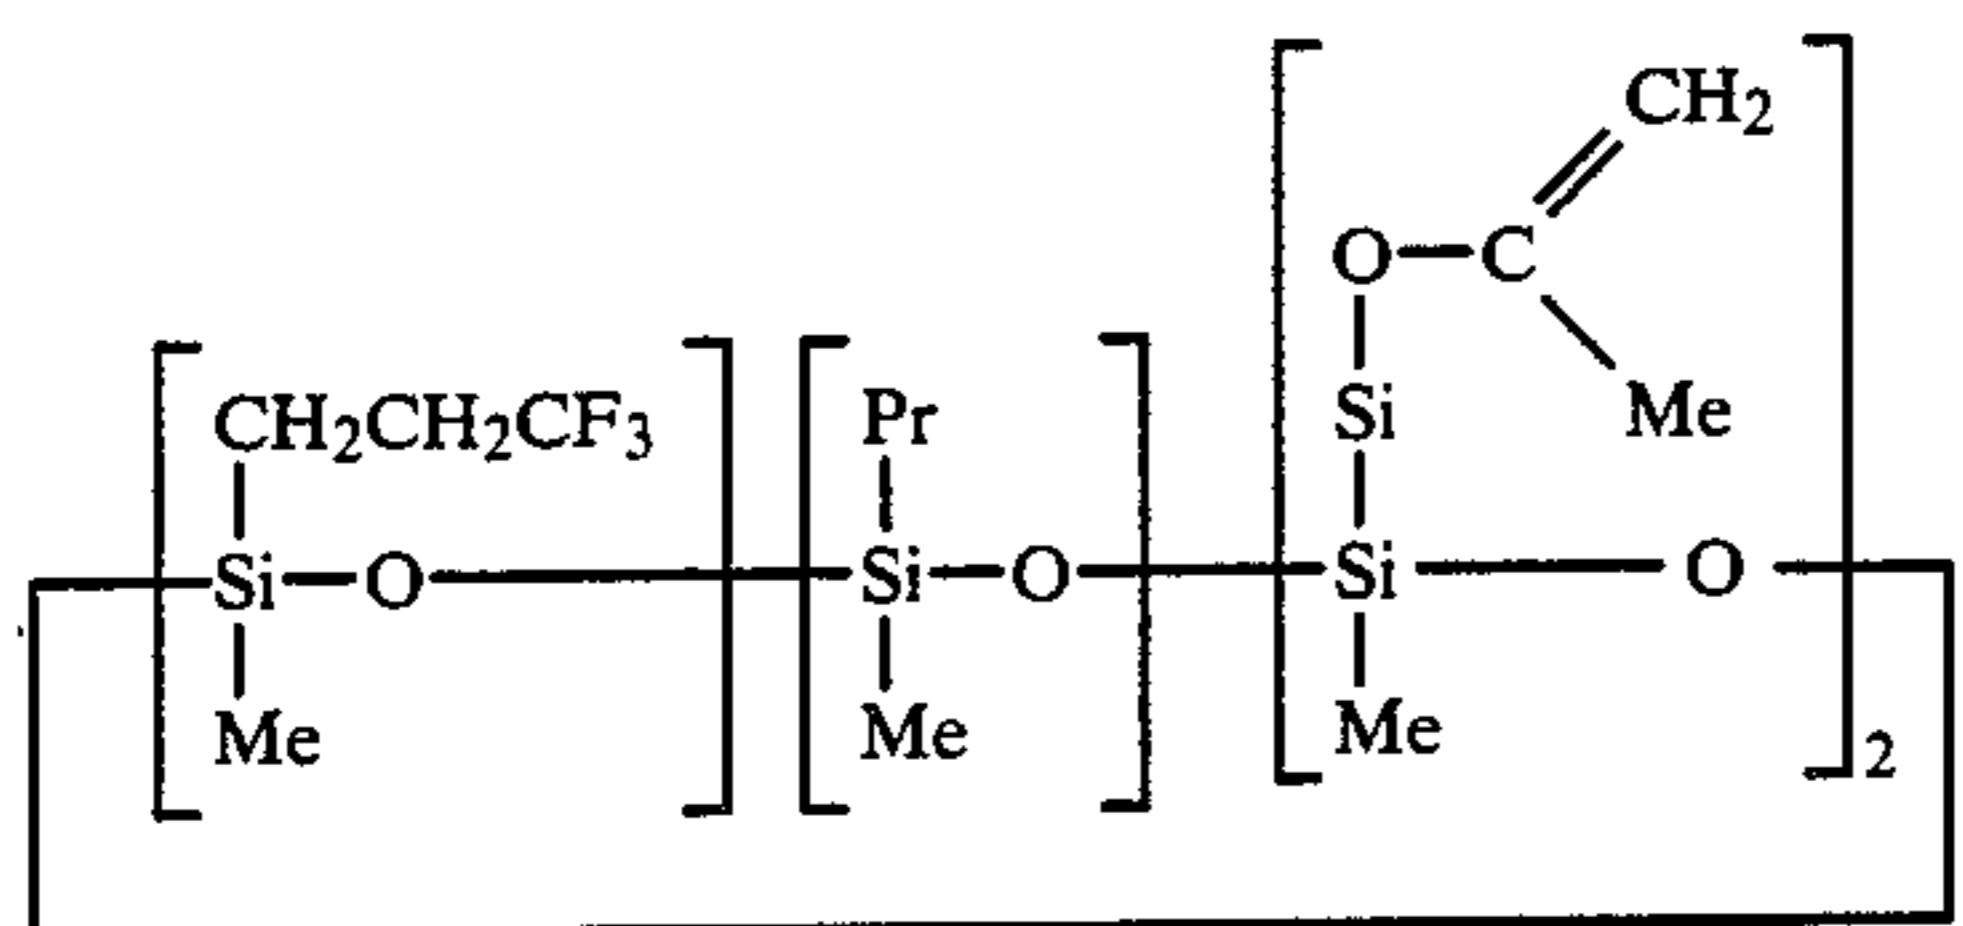 CH2
O C
CH2CH2CF3 Pr Si Me
Si O Si O Si O
Me Me Me 2